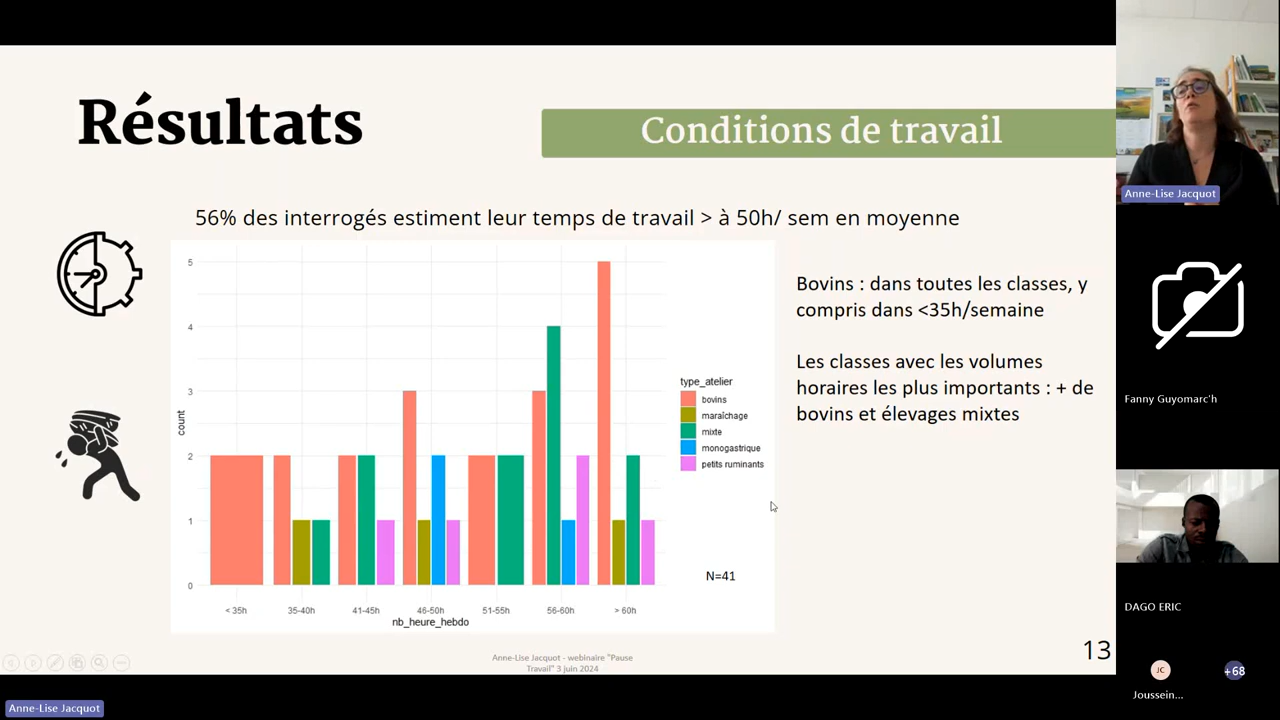 Résultats
Conditions de travail
56% des interrogés estiment leur temps de travail > à 50h/ sem en moyenne
5
4
3
2
1
0
count
< 35h
35-40h
41-45h
46-50h
51-55h
56-60h
> 60h
nb_heure_hebdo
type_atelier
bovins
maraîchage
mixte
monogastrique
petits ruminants
N=41
Bovins : dans toutes les classes, y
compris dans <35h/semaine
Les classes avec les volumes
horaires les plus importants : + de
bovins et élevages mixtes
Anne-Lise Jacquot - webinaire "Pause
Travail" 3 juin 2024
13
Anne-Lise Jacquot
Anne-Lise Jacquot
Fanny Guyomarc'h
DAGO ERIC
JC
+68
Joussein...